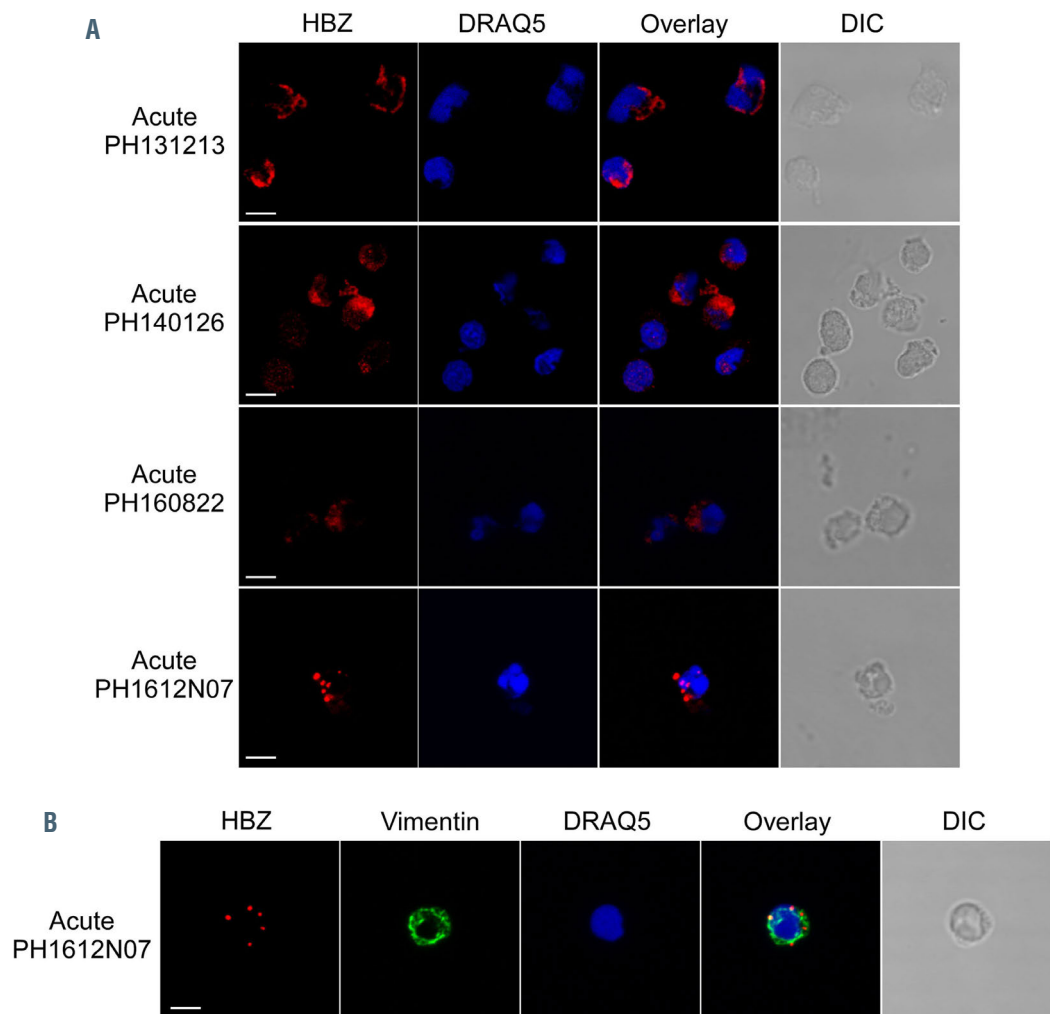 A
HBZ DRAQ5 Overlay DIC
Acute
PH131213
Acute
PH140126
Acute
PH160822
Acute
PH1612N07
B
HBZ Vimentin DRAQ5 Overlay DIC
Acute
PH1612N07